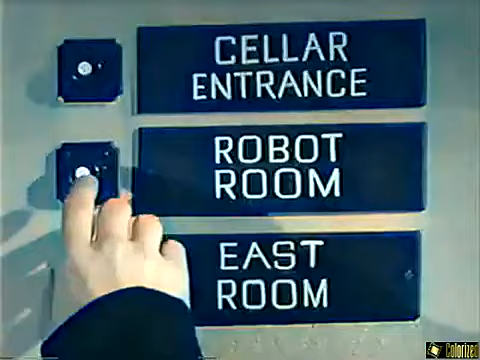 CELLAR
ENTRANCE
ROBOT
ROOM
EAST
ROOM
Colorized